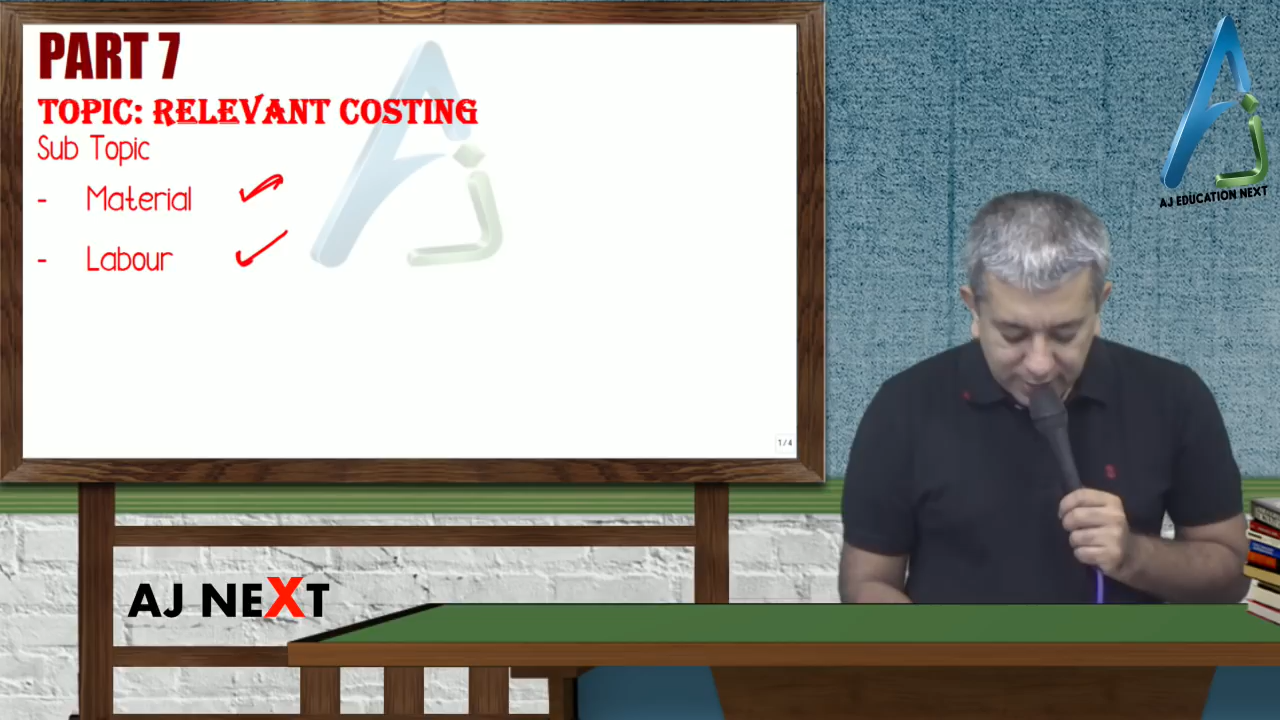 PART 7
TOPIC: RELEVANT COSTING
Sub Topic
- Material
- Labour
1/4
AJ EDUCATION NEXT
AJ NEXT